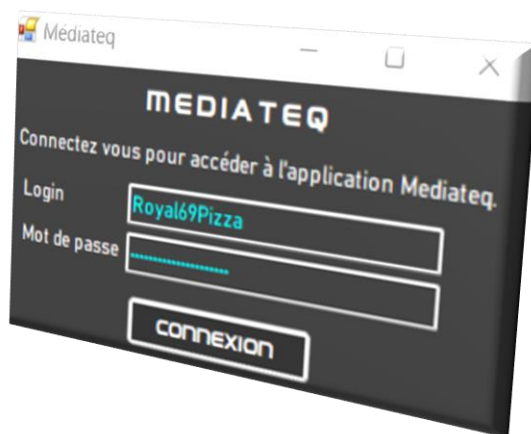 Médiateq
MEDIATEQ
Connectez vous pour accéder à l'application Mediateq.
Login
Royal69Pizza
Mot de passe
CONNEXION